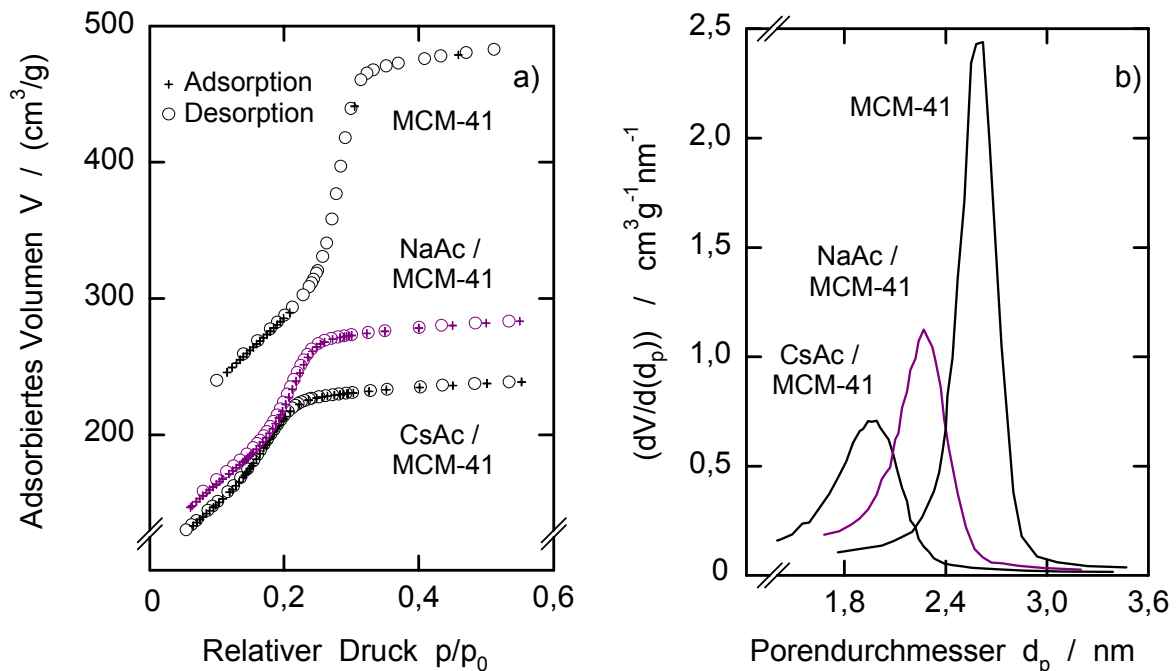 Adsorbiertes Volumen V / (cm³/g)
500
400
300
200
+ Adsorption
○ Desorption
a)
MCM-41
NaAc /
MCM-41
CsAc /
MCM-41
0
0,2
0,4
0,6
Relativer Druck p/p₀
(dV/d(dₚ)) / cm³g⁻¹nm⁻¹
2,5
2,0
1,5
1,0
0,5
0
b)
MCM-41
NaAc /
MCM-41
CsAc /
MCM-41
1,8
2,4
3,0
3,6
Porendurchmesser dₚ / nm